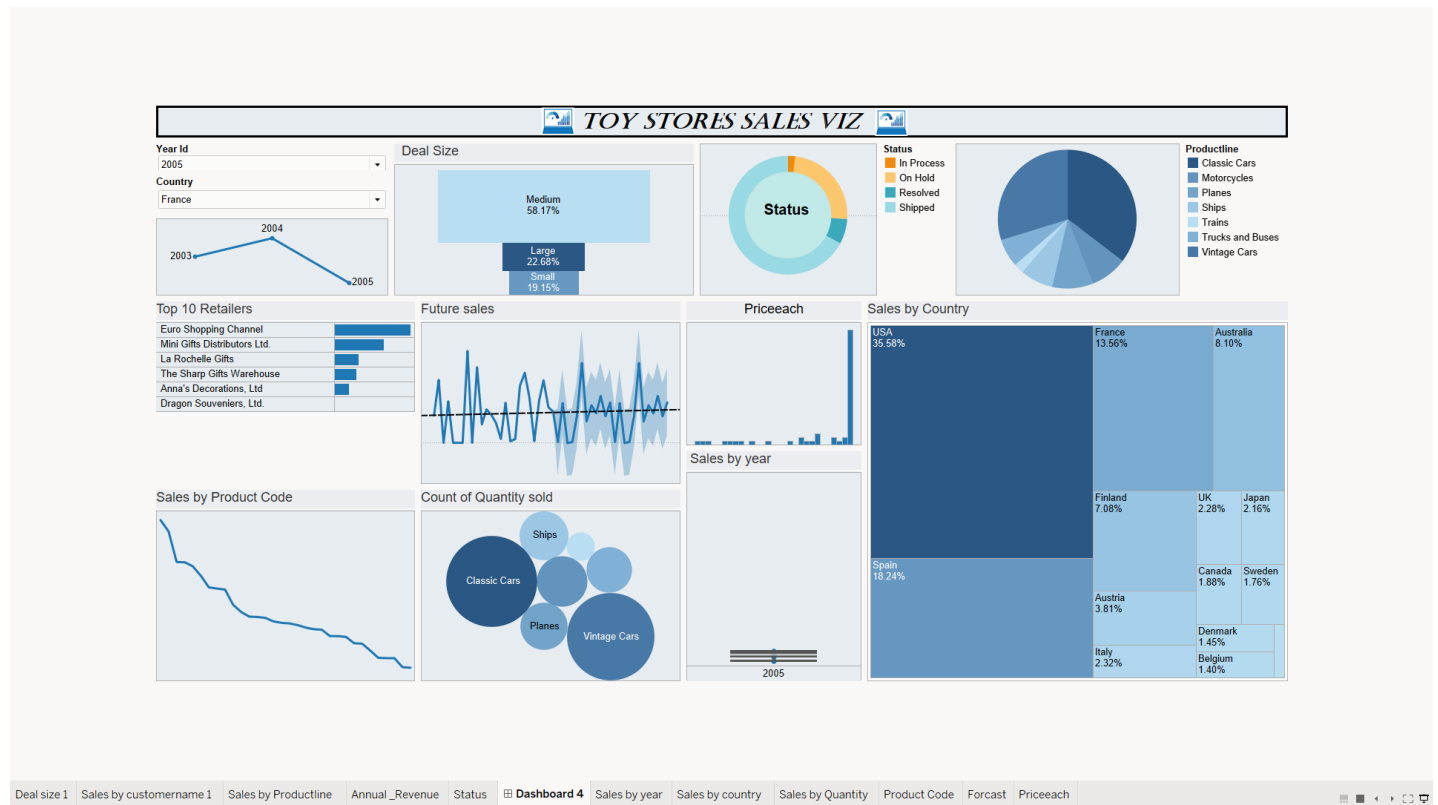 TOY STORES SALES VIZ
Year Id
2005
Country
France
2003
2004
2005
Deal Size
Medium
58.17%
Large
22.68%
Small
19.15%
Status
Status
In Process
On Hold
Resolved
Shipped
Productline
Classic Cars
Motorcycles
Planes
Ships
Trains
Trucks and Buses
Vintage Cars
Top 10 Retailers
Euro Shopping Channel
Mini Gifts Distributors Ltd.
La Rochelle Gifts
The Sharp Gifts Warehouse
Anna's Decorations, Ltd
Dragon Souveniers, Ltd.
Future sales
Priceeach
Sales by year
2005
Sales by Country
USA
35.58%
Spain
18.24%
France
13.56%
Australia
8.10%
Finland
7.08%
Austria
3.81%
Italy
2.32%
UK
2.28%
Japan
2.16%
Canada
1.88%
Sweden
1.76%
Denmark
1.45%
Belgium
1.40%
Sales by Product Code
Count of Quantity sold
Ships
Classic Cars
Planes
Vintage Cars
Deal size 1 Sales by customername 1 Sales by Productline Annual _Revenue Status Dashboard 4 Sales by year Sales by country Sales by Quantity Product Code Forcast Priceeach